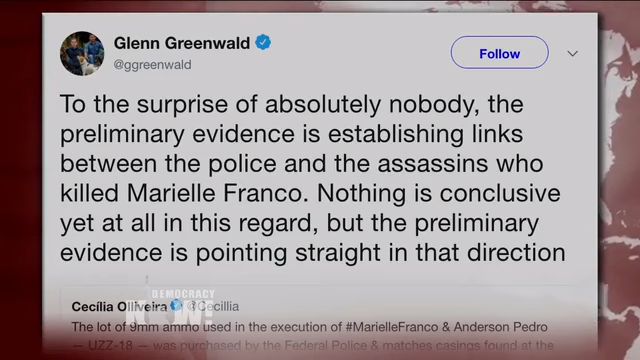 Glenn Greenwald
@ggreenwald
Follow
To the surprise of absolutely nobody, the
preliminary evidence is establishing links
between the police and the assassins who
killed Marielle Franco. Nothing is conclusive
yet at all in this regard, but the preliminary
evidence is pointing straight in that direction
DEMOCRACY
NOW!
Cecília Olliveira @Cecillia
The lot of 9mm ammo used in the execution of #MarielleFranco & Anderson Pedro
— UZZ-18 — was purchased by the Federal Police & matches casings found at the